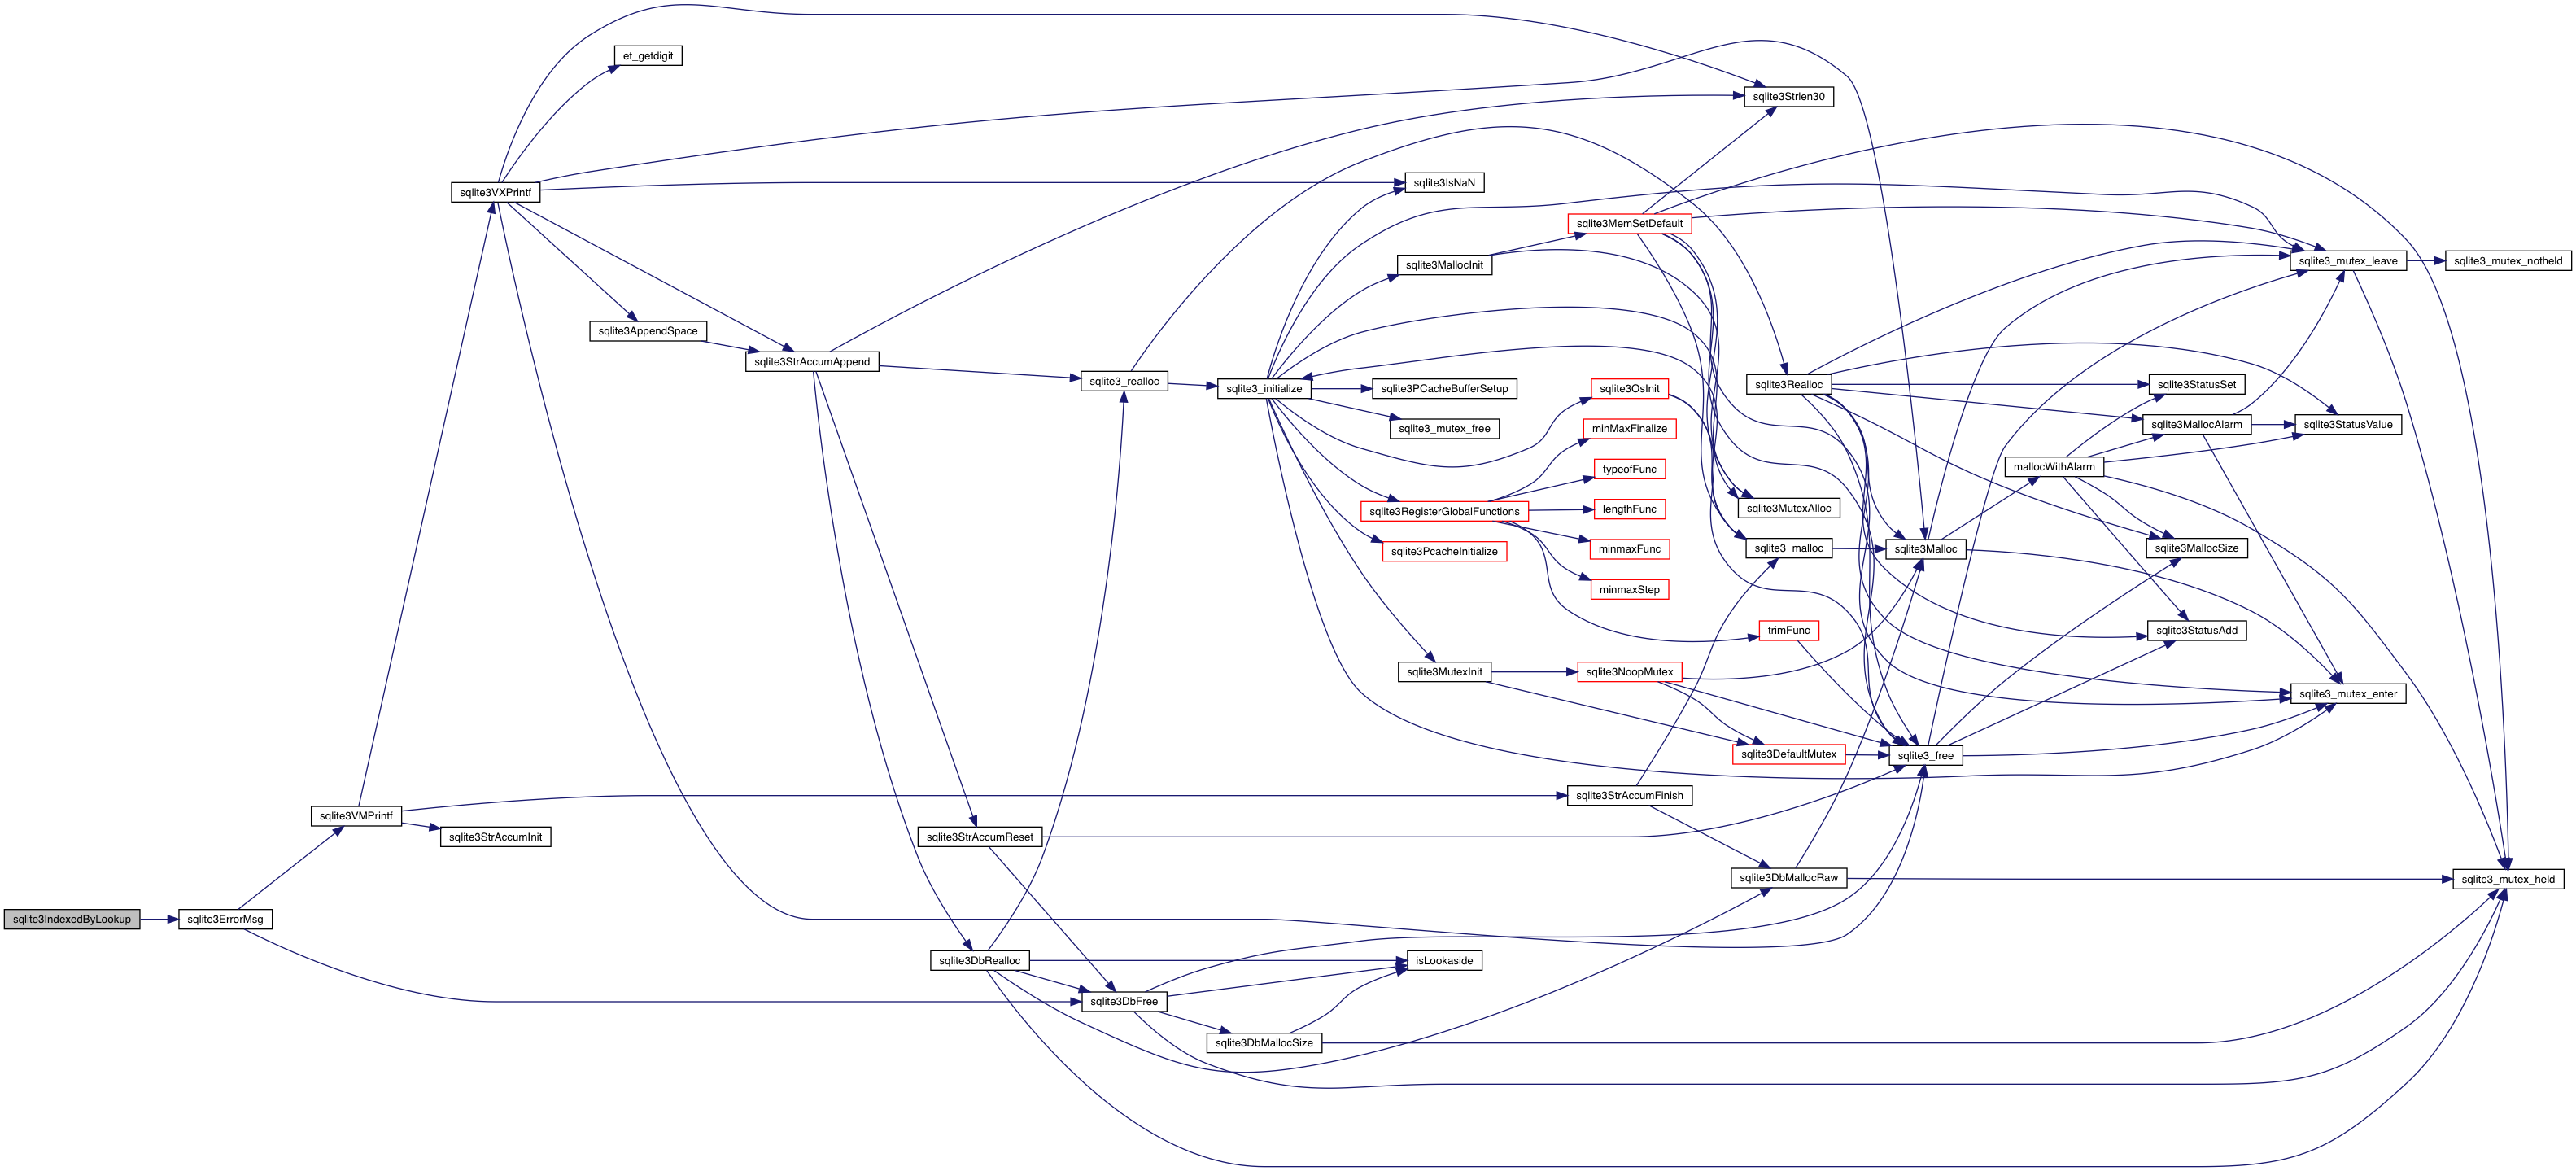 et_getdigit
sqlite3Strlen30
sqlite3VXPrintf
sqlite3IsNaN
sqlite3MemSetDefault
sqlite3MallocInit
sqlite3_mutex_leave
sqlite3_mutex_notheld
sqlite3AppendSpace
sqlite3StrAccumAppend
sqlite3_realloc
sqlite3_initialize
sqlite3PCacheBufferSetup
sqlite3OsInit
sqlite3Realloc
sqlite3StatusSet
sqlite3_mutex_free
minMaxFinalize
sqlite3MallocAlarm
sqlite3StatusValue
typeofFunc
mallocWithAlarm
sqlite3RegisterGlobalFunctions
lengthFunc
sqlite3MutexAlloc
sqlite3PcacheInitialize
minmaxFunc
sqlite3_malloc
sqlite3Malloc
sqlite3MallocSize
minmaxStep
trimFunc
sqlite3StatusAdd
sqlite3MutexInit
sqlite3NoopMutex
sqlite3_mutex_enter
sqlite3DefaultMutex
sqlite3_free
sqlite3StrAccumFinish
sqlite3VMPrintf
sqlite3StrAccumInit
sqlite3StrAccumReset
sqlite3DbMallocRaw
sqlite3_mutex_held
sqlite3IndexedByLookup
sqlite3ErrorMsg
sqlite3DbRealloc
isLookaside
sqlite3DbFree
sqlite3DbMallocSize